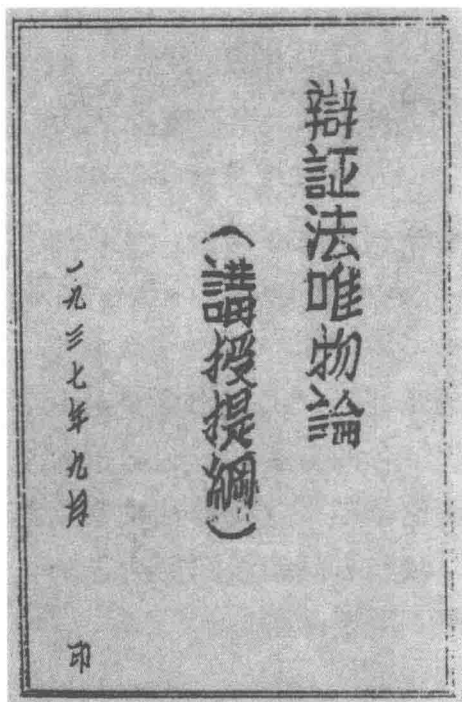 辯証法唯物論
（講授提綱）
一九三七年九月　印